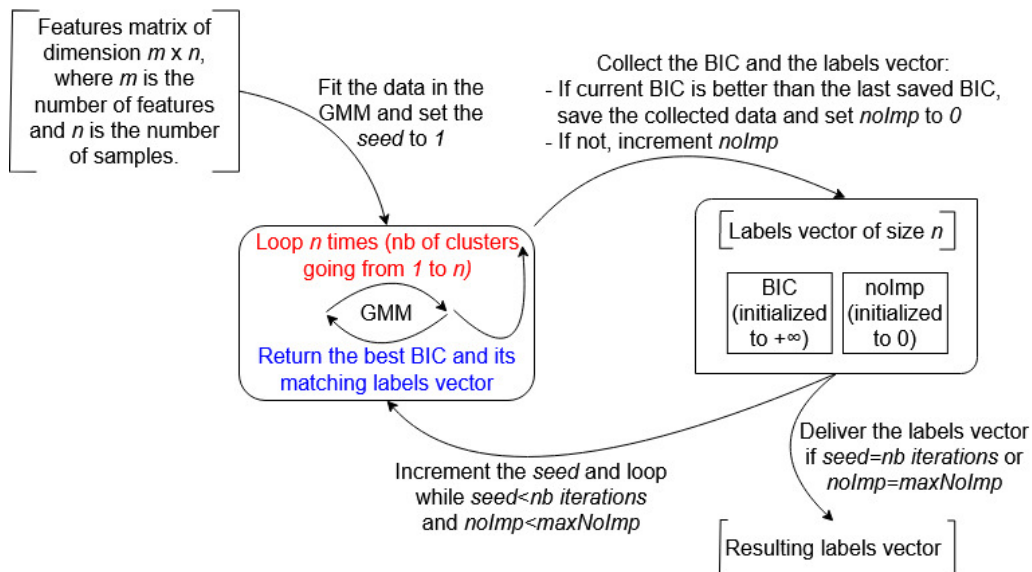 Features matrix of
dimension m x n,
where m is the
number of features
and n is the number
of samples.
Fit the data in the
GMM and set the
seed to 1
Collect the BIC and the labels vector:
- If current BIC is better than the last saved BIC,
save the collected data and set noImp to 0
- If not, increment noImp
Loop n times (nb of clusters
going from 1 to n)
GMM
Return the best BIC and its
matching labels vector
Labels vector of size n
BIC
(initialized
to +∞)
noImp
(initialized
to 0)
Increment the seed and loop
while seed<nb iterations
and noImp<maxNoImp
Deliver the labels vector
if seed=nb iterations or
noImp=maxNoImp
Resulting labels vector